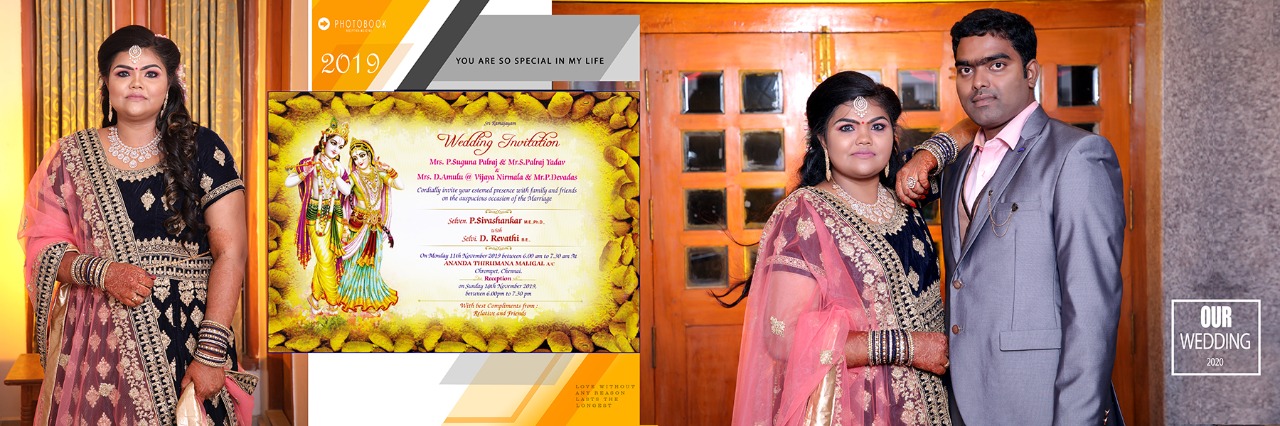 PHOTOBOOK
2019
YOU ARE SO SPECIAL IN MY LIFE
Sri Ramajayam
Wedding Invitation
Mrs. P.Suguna Palraj & Mr.S.Palraj Yadav
&
Mrs. D.Amulu @ Vijaya Nirmala & Mr.P.Devadas
Cordially invite your esteemed presence with family and friends
on the auspicious occasion of the Marriage
Selvan. P.Sivashankar M.E.Ph.D.,
with
Selvi. D. Revathi B.E.,
On Monday 11th November 2019 between 6.00 am to 7.30 am At
ANANDA THIRUMANA MALIGAI A/C
Chrompet, Chennai.
Reception
on Sunday 10th November 2019.
between 6.00pm to 7.30 pm
With best Compliments from :
Relative and Friends
LOVE WITHOUT
ANY REASON
LASTS THE
LONGEST
OUR
WEDDING
2020